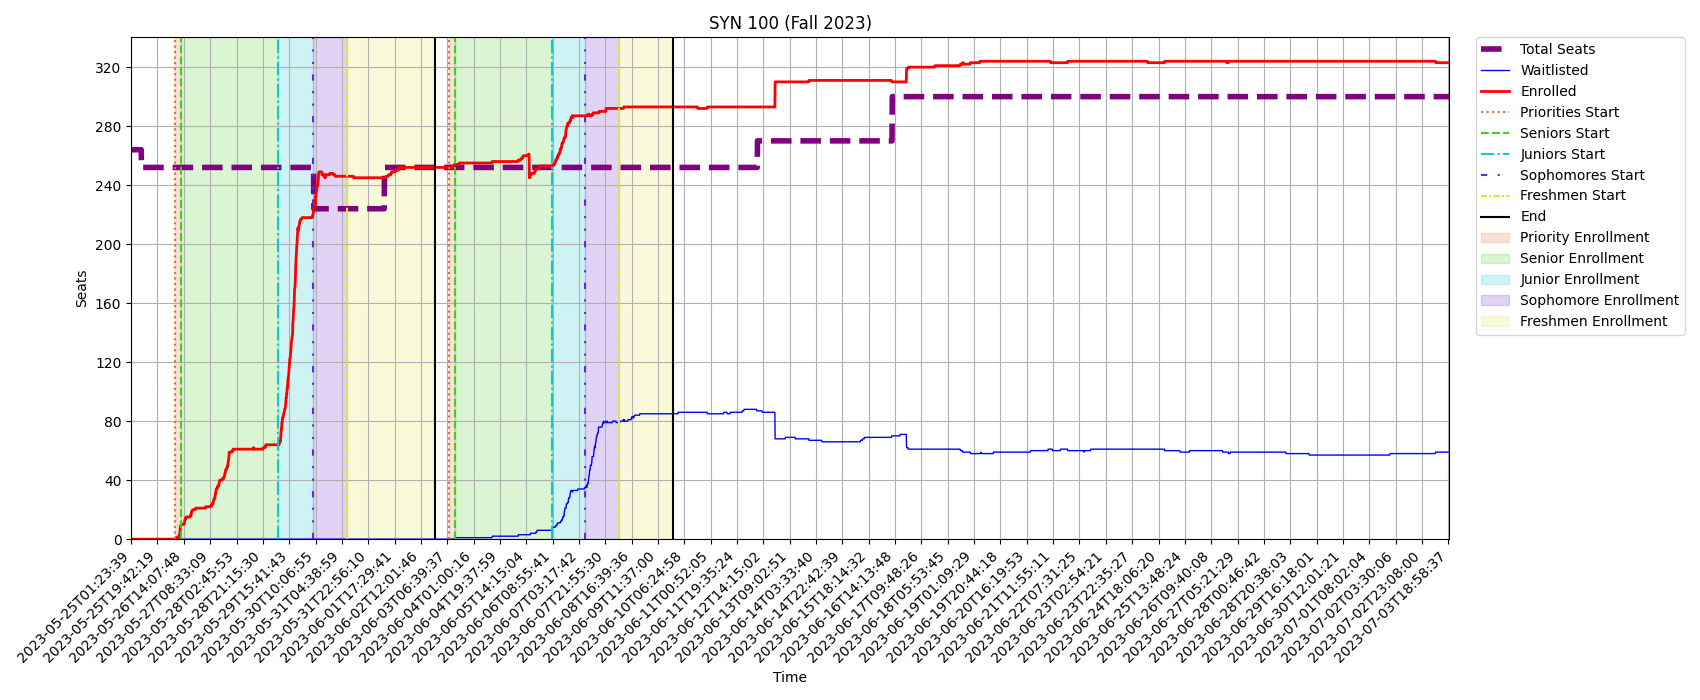 SYN 100 (Fall 2023)
320
280
240
200
160
120
80
40
0
Seats
2023-05-25T01:23:39
2023-05-25T19:42:19
2023-05-26T14:07:48
2023-05-27T08:33:09
2023-05-28T02:45:53
2023-05-28T21:15:30
2023-05-29T15:41:43
2023-05-30T10:06:55
2023-05-31T04:38:59
2023-05-31T22:56:10
2023-06-01T17:29:41
2023-06-02T12:01:46
2023-06-03T06:39:37
2023-06-04T01:00:16
2023-06-04T19:37:59
2023-06-05T14:15:04
2023-06-06T08:55:41
2023-06-07T03:17:42
2023-06-07T21:55:30
2023-06-08T16:39:36
2023-06-09T11:37:00
2023-06-10T06:24:58
2023-06-11T00:52:05
2023-06-11T19:35:24
2023-06-12T14:15:02
2023-06-13T09:02:51
2023-06-14T03:33:40
2023-06-14T22:42:39
2023-06-15T18:14:32
2023-06-16T14:13:48
2023-06-17T09:48:26
2023-06-18T05:53:45
2023-06-19T01:09:29
2023-06-19T20:44:18
2023-06-20T16:19:53
2023-06-21T11:55:11
2023-06-22T07:31:25
2023-06-23T02:54:21
2023-06-23T22:35:27
2023-06-24T18:06:20
2023-06-25T13:48:24
2023-06-26T09:40:08
2023-06-27T05:21:29
2023-06-28T00:46:42
2023-06-28T20:38:03
2023-06-29T16:18:01
2023-06-30T12:01:21
2023-07-01T08:02:04
2023-07-02T03:30:06
2023-07-02T23:08:00
2023-07-03T18:58:37
Time
Total Seats
Waitlisted
Enrolled
Priorities Start
Seniors Start
Juniors Start
Sophomores Start
Freshmen Start
End
Priority Enrollment
Senior Enrollment
Junior Enrollment
Sophomore Enrollment
Freshmen Enrollment